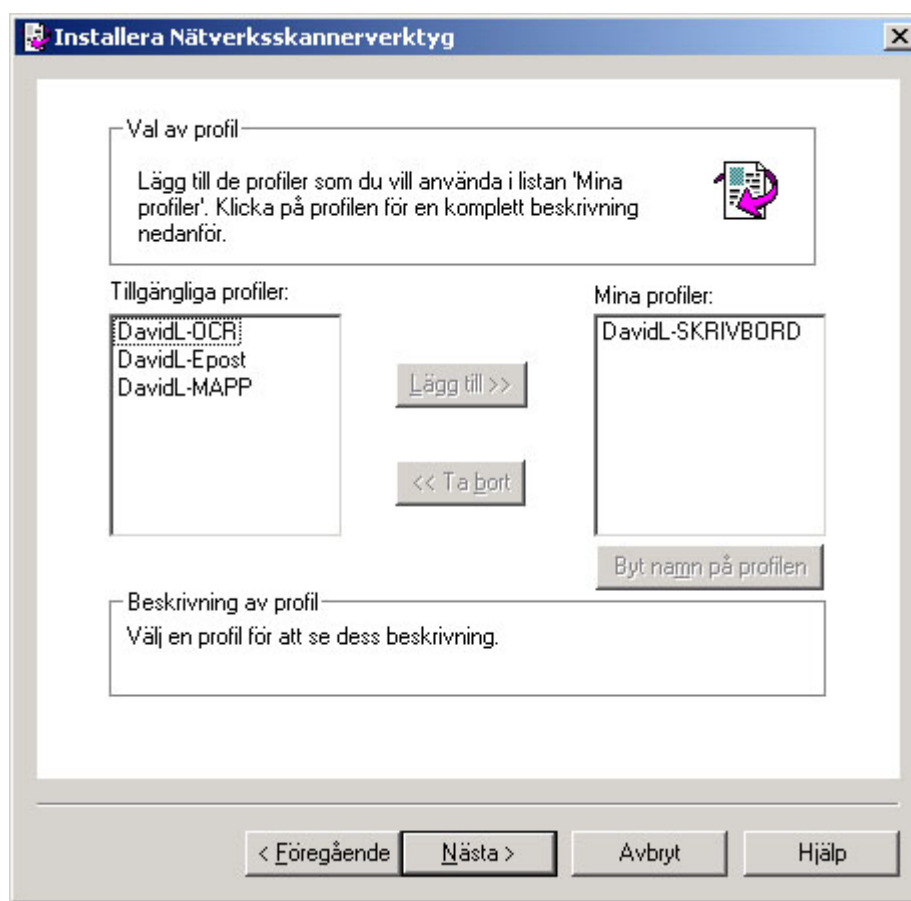 Installera Nätverksskannerverktyg
Val av profil
Lägg till de profiler som du vill använda i listan 'Mina
profiler'. Klicka på profilen för en komplett beskrivning
nedanför.
Tillgängliga profiler:
DavidL-OCR
DavidL-Epost
DavidL-MAPP
Lägg till >>
<< Ta bort
Mina profiler:
DavidL-SKRIVBORD
Byt namn på profilen
Beskrivning av profil
Välj en profil för att se dess beskrivning.
< Föregående
Nästa >
Avbryt
Hjälp